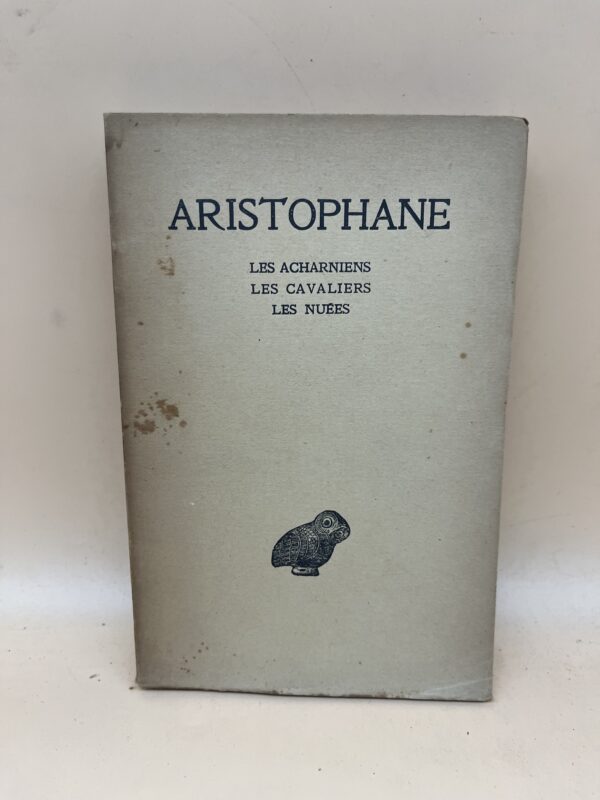 ARISTOPHANE
LES ACHARNIENS
LES CAVALIERS
LES NUÉES